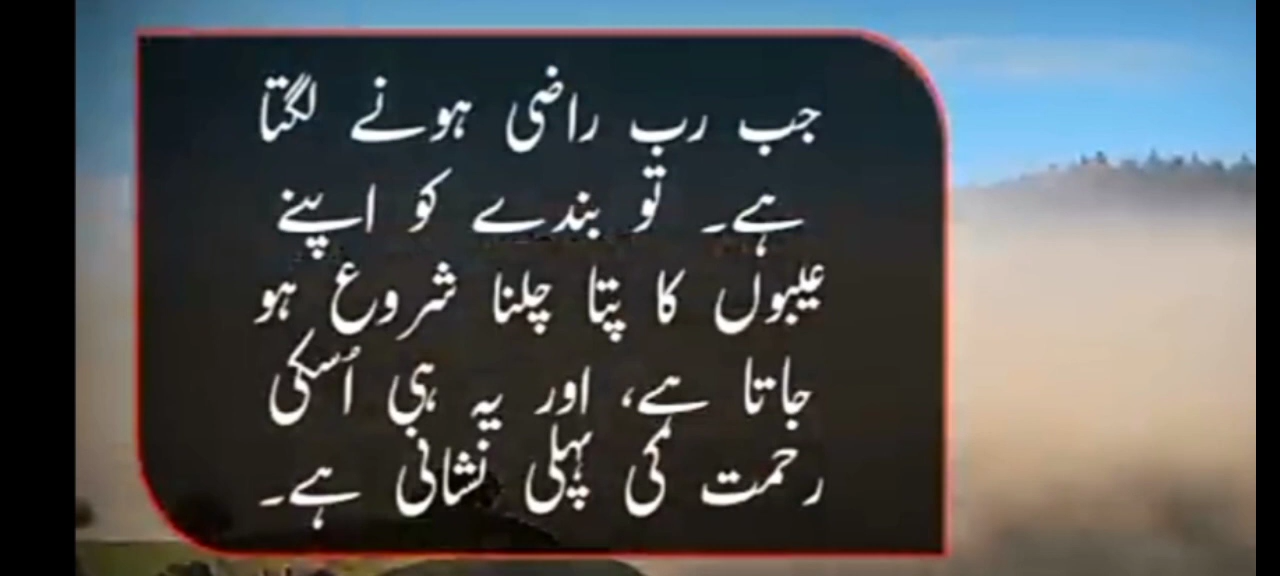 جب رب راضی ہونے لگتا
ہے۔ تو بندے کو اپنے
عیبوں کا پتا چلنا شروع ہو
جاتا ہے، اور یہ ہی اُسکی
رحمت کی پہلی نشانی ہے۔